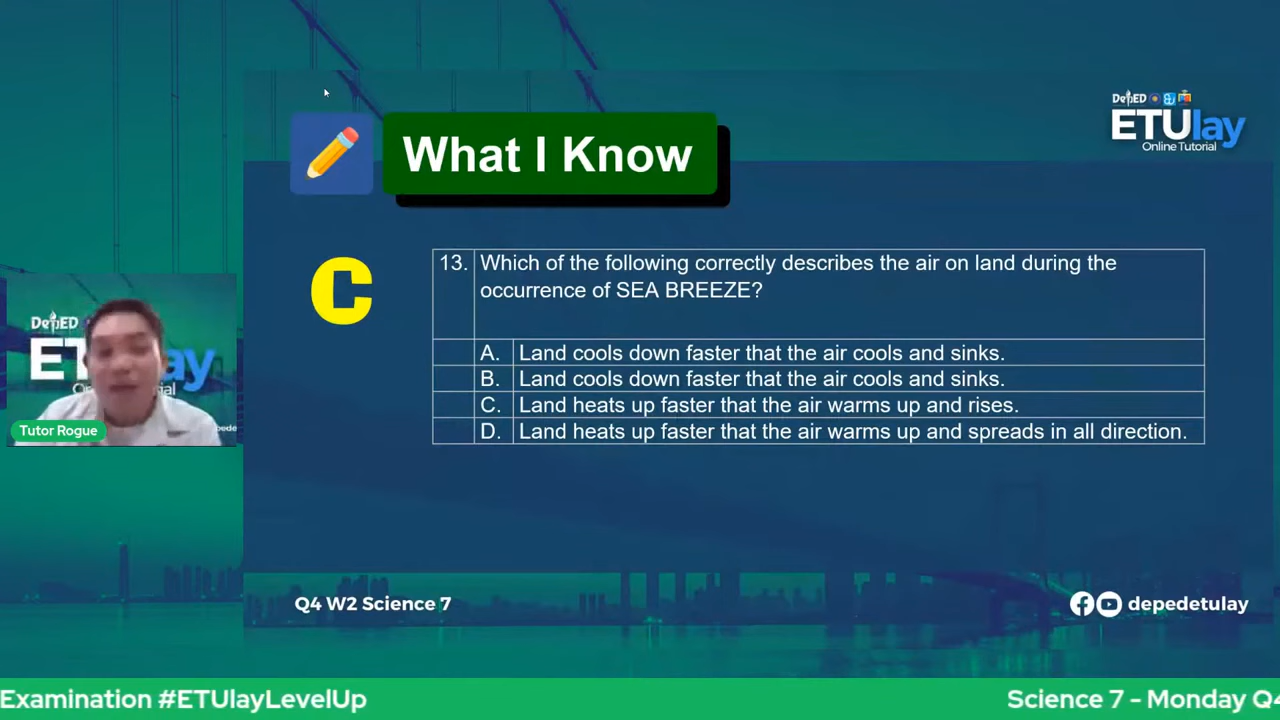 DepED
ETUlay
Online Tutorial
What I Know
C
13. Which of the following correctly describes the air on land during the
occurrence of SEA BREEZE?
A. Land cools down faster that the air cools and sinks.
B. Land cools down faster that the air cools and sinks.
C. Land heats up faster that the air warms up and rises.
D. Land heats up faster that the air warms up and spreads in all direction.
DepED
Tutor Rogue
Q4 W2 Science 7
depedetulay
Examination #ETUlayLevelUp
Science 7 - Monday Q4